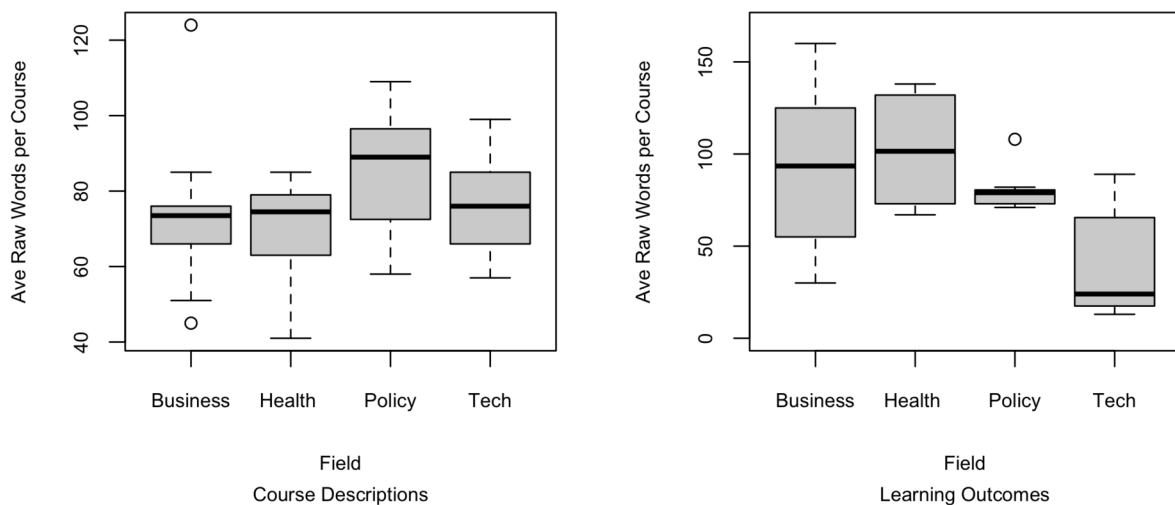 Ave Raw Words per Course
120
100
80
60
40
Business Health Policy Tech
Field
Course Descriptions
Ave Raw Words per Course
150
100
50
0
Business Health Policy Tech
Field
Learning Outcomes